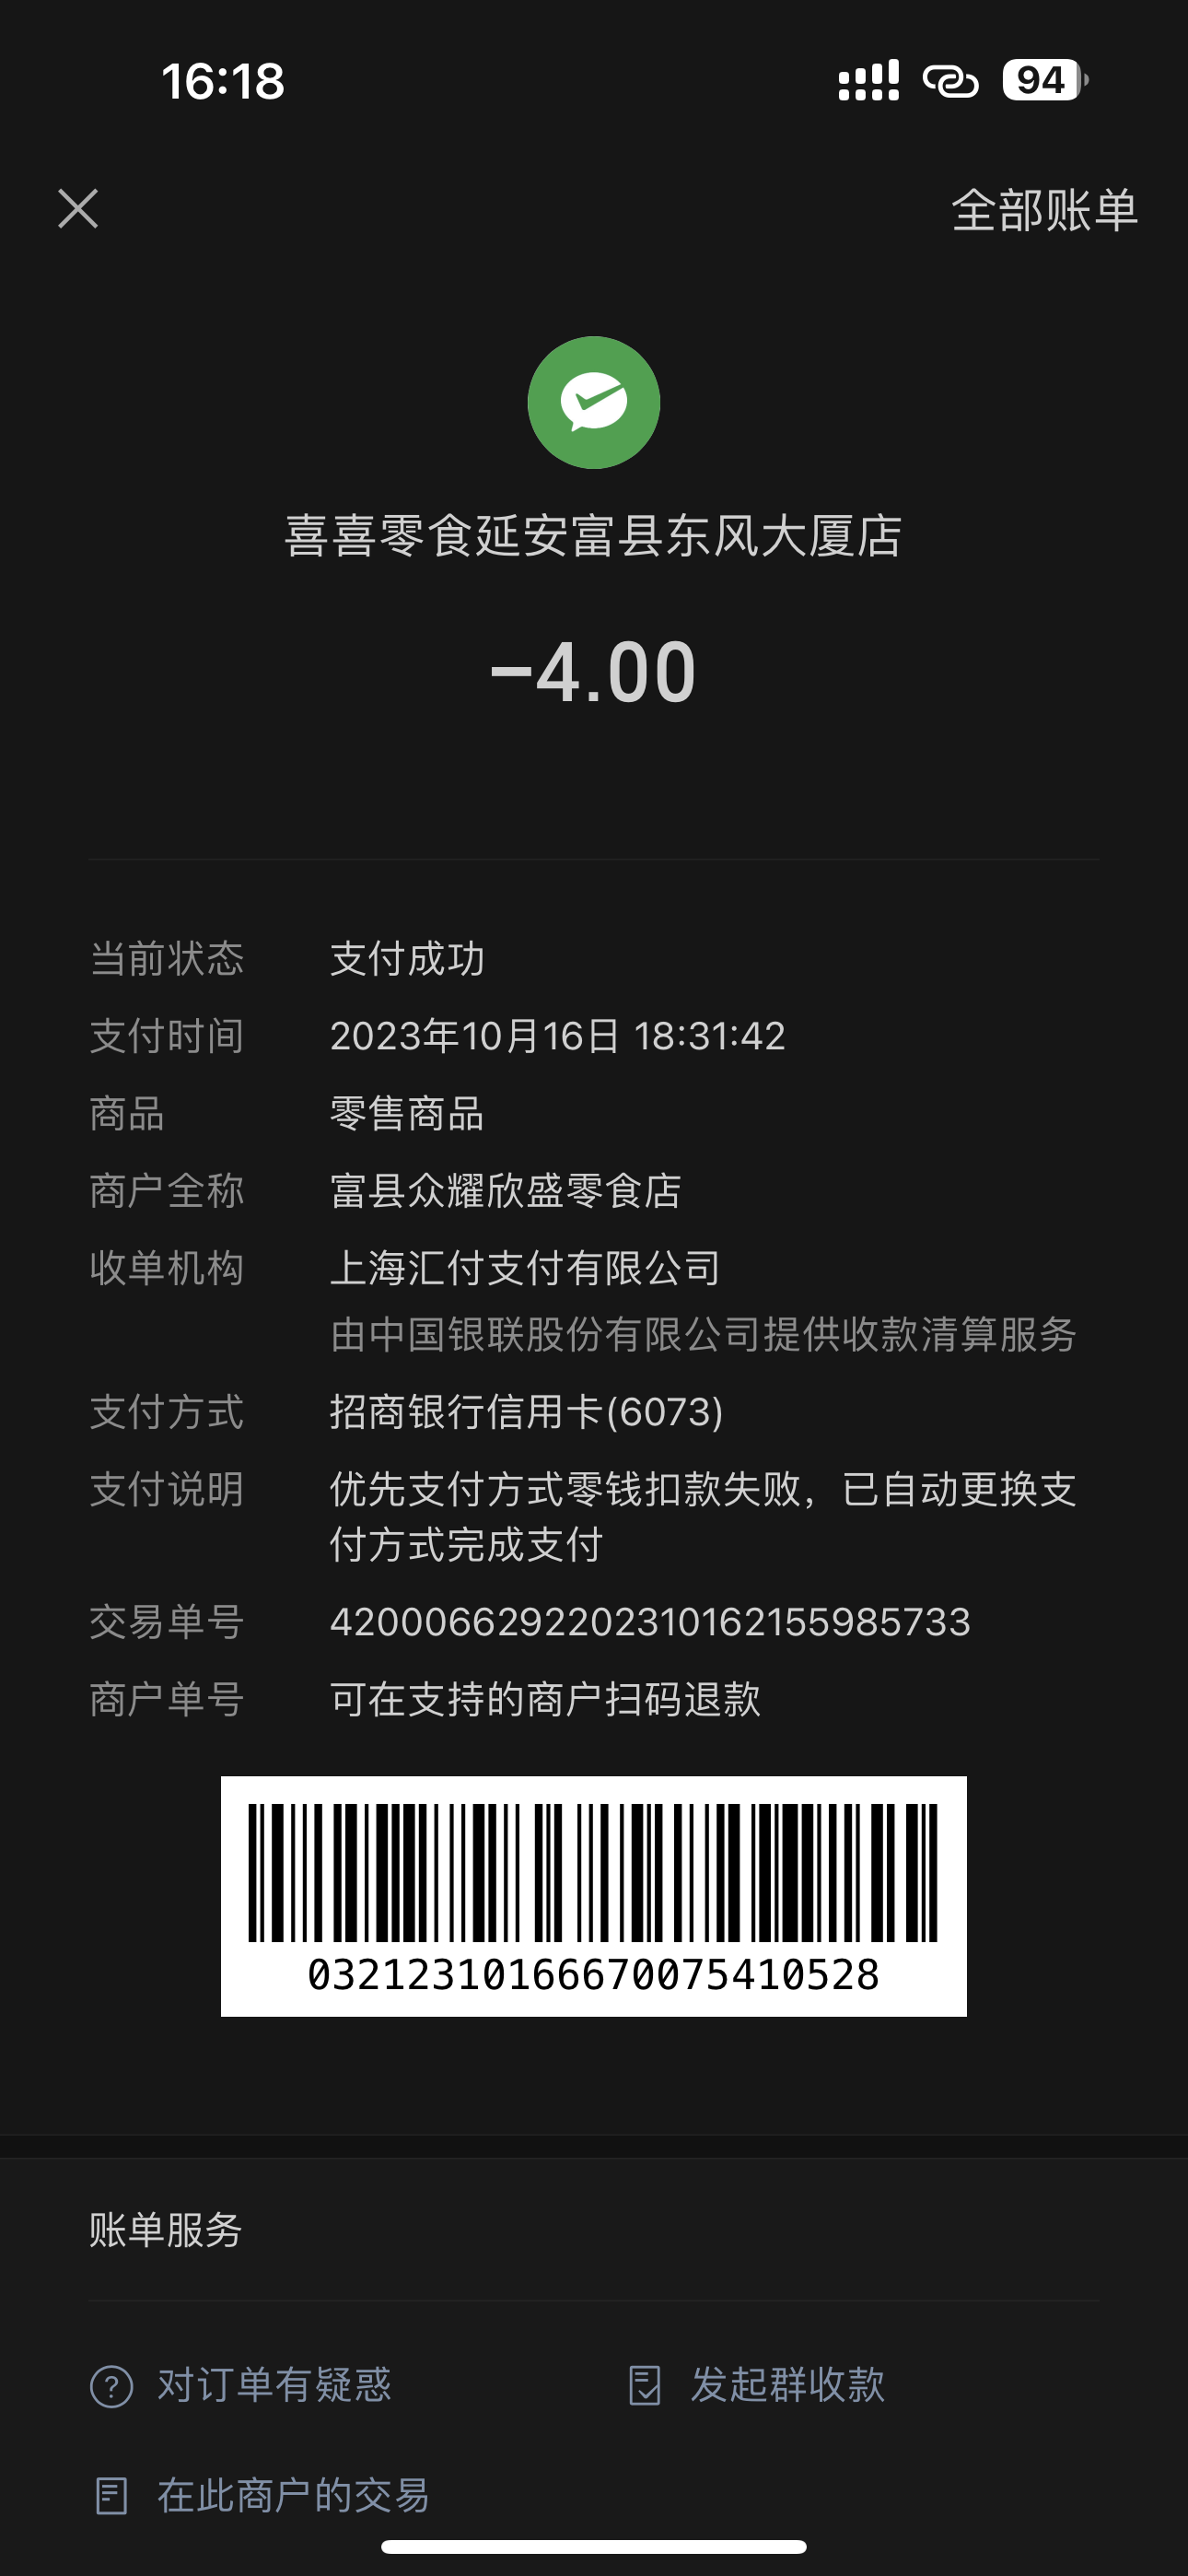 16:18
94
全部账单
喜喜零食延安富县东风大厦店
-4.00
当前状态 支付成功
支付时间 2023年10月16日 18:31:42
商品 零售商品
商户全称 富县众耀欣盛零食店
收单机构 上海汇付支付有限公司
由中国银联股份有限公司提供收款清算服务
支付方式 招商银行信用卡(6073)
支付说明 优先支付方式零钱扣款失败，已自动更换支
付方式完成支付
交易单号 4200066292202310162155985733
商户单号 可在支持的商户扫码退款
03212310166670075410528
账单服务
对订单有疑惑 发起群收款
在此商户的交易